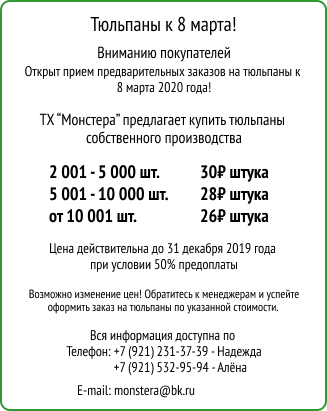 Тюльпаны к 8 марта!
Вниманию покупателей
Открыт прием предварительных заказов на тюльпаны к
8 марта 2020 года!
ТХ “Монстера” предлагает купить тюльпаны
собственного производства
2 001 - 5 000 шт. 30₽ штука
5 001 - 10 000 шт. 28₽ штука
от 10 001 шт. 26₽ штука
Цена действительна до 31 декабря 2019 года
при условии 50% предоплаты
Возможно изменение цен! Обратитесь к менеджерам и успейте
оформить заказ на тюльпаны по указанной стоимости.
Вся информация доступна по
Телефон: +7 (921) 231-37-39 - Надежда
+7 (921) 532-95-94 - Алёна
E-mail: monstera@bk.ru